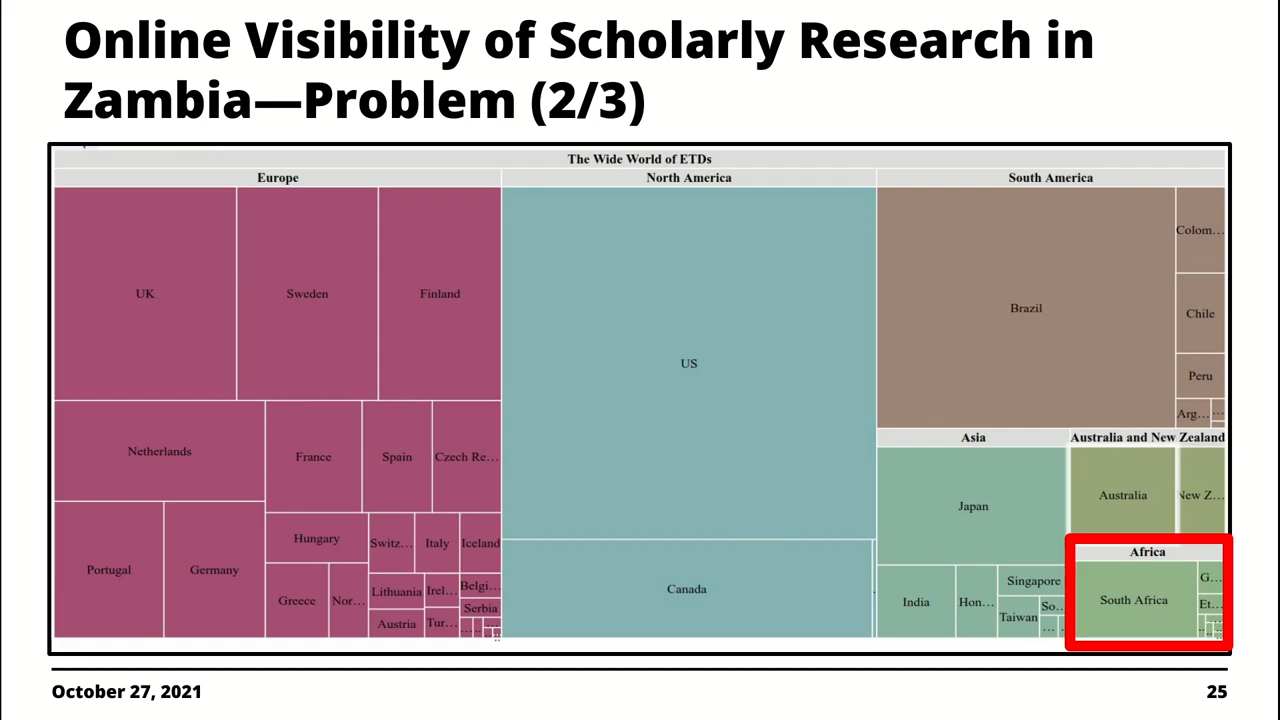 Online Visibility of Scholarly Research in
Zambia—Problem (2/3)
The Wide World of ETDs
Europe
North America
South America
UK
Sweden
Finland
US
Brazil
Colom...
Chile
Peru
Arg...
...
Netherlands
France
Spain
Czech Re...
Asia
Australia and New Zealand
Japan
Australia
New Z...
Portugal
Germany
Hungary
Switz...
Italy
Iceland
Greece
Nor...
Lithuania
Irel...
Belgi...
Serbia
Austria
Tur...
Canada
India
Hon...
Singapore
Taiwan
So...
...
Africa
South Africa
G...
Et...
October 27, 2021
25